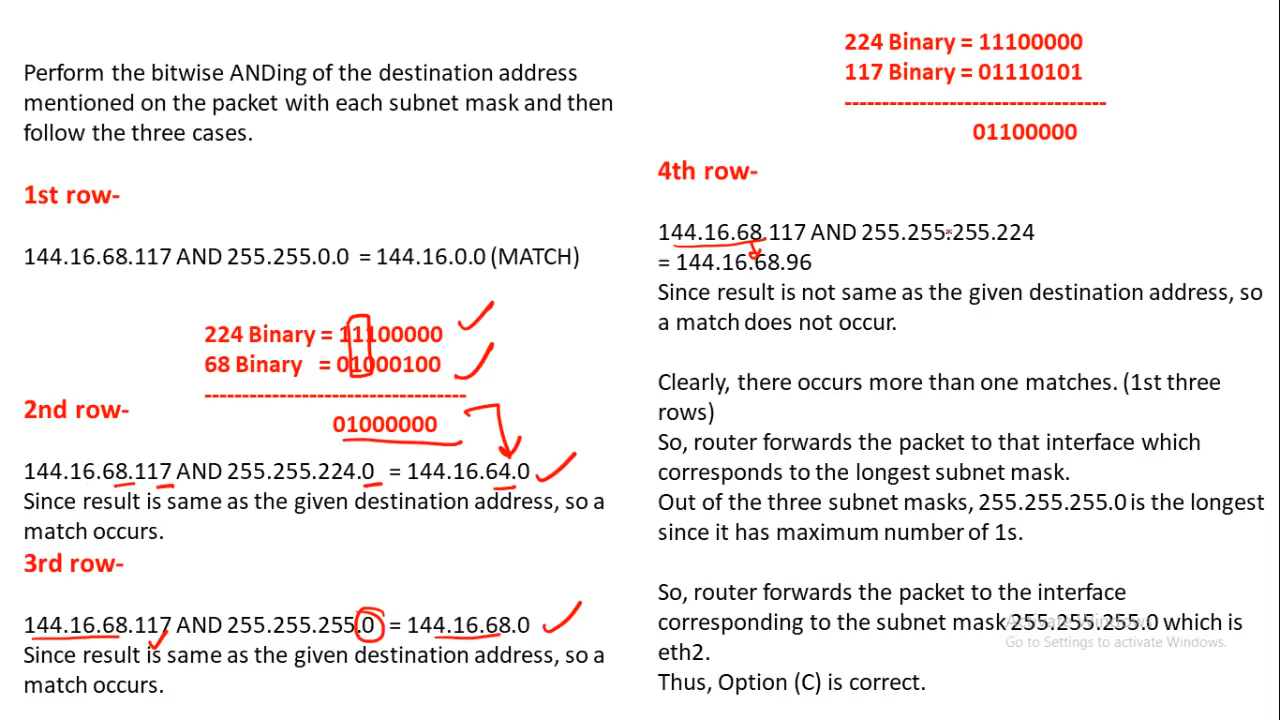 Perform the bitwise ANDing of the destination address
mentioned on the packet with each subnet mask and then
follow the three cases.
1st row-
144.16.68.117 AND 255.255.0.0 = 144.16.0.0 (MATCH)
224 Binary = 11100000
68 Binary = 01000100
----------------------------------
01000000
2nd row-
144.16.68.117 AND 255.255.224.0 = 144.16.64.0
Since result is same as the given destination address, so a
match occurs.
3rd row-
144.16.68.117 AND 255.255.255.0 = 144.16.68.0
Since result is same as the given destination address, so a
match occurs.
224 Binary = 11100000
117 Binary = 01110101
----------------------------------
01100000
4th row-
144.16.68.117 AND 255.255.255.224
= 144.16.68.96
Since result is not same as the given destination address, so
a match does not occur.
Clearly, there occurs more than one matches. (1st three
rows)
So, router forwards the packet to that interface which
corresponds to the longest subnet mask.
Out of the three subnet masks, 255.255.255.0 is the longest
since it has maximum number of 1s.
So, router forwards the packet to the interface
corresponding to the subnet mask 255.255.255.0 which is
eth2.
Thus, Option (C) is correct.
Activate Windows
Go to Settings to activate Windows.